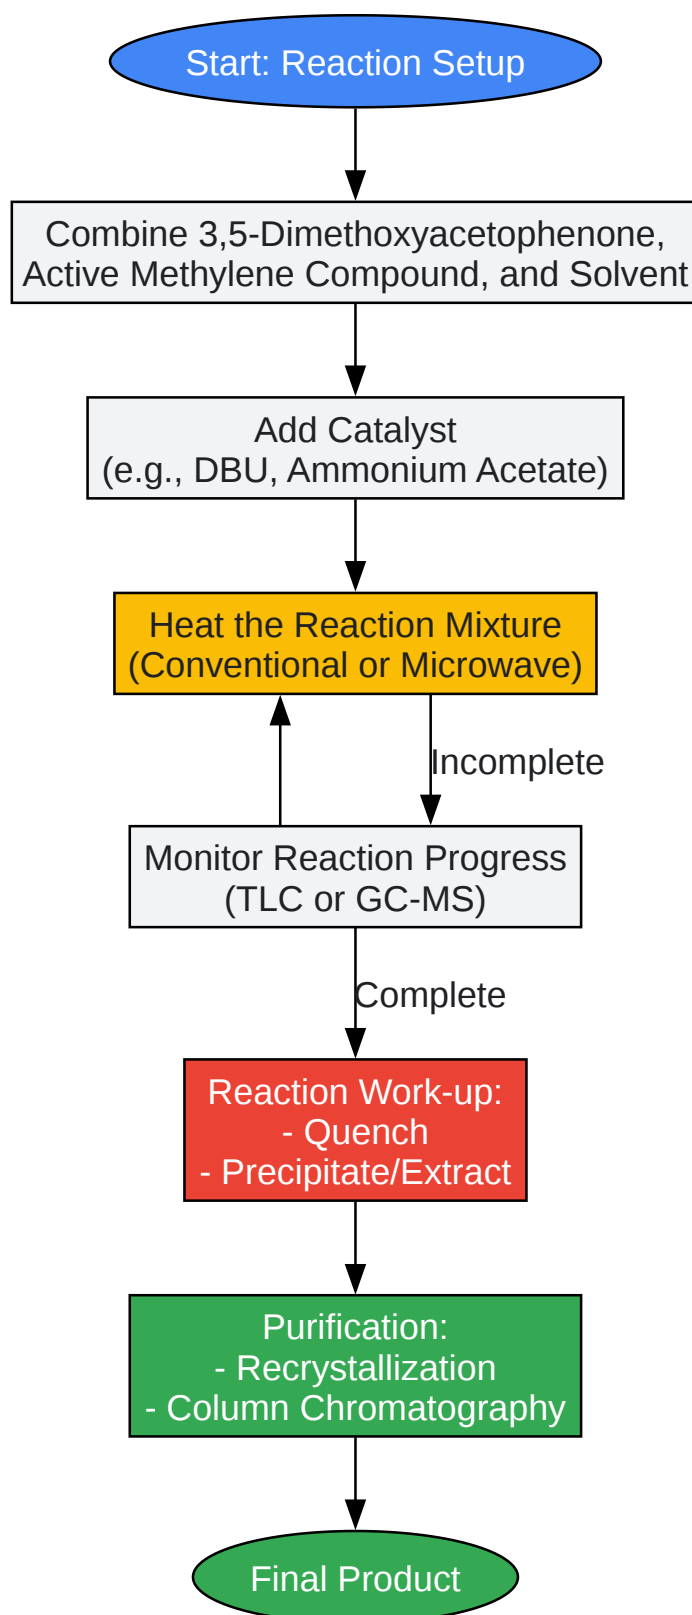 Start: Reaction Setup
Combine 3,5-Dimethoxyacetophenone,
Active Methylene Compound, and Solvent
Add Catalyst
(e.g., DBU, Ammonium Acetate)
Heat the Reaction Mixture
(Conventional or Microwave)
Incomplete
Monitor Reaction Progress
(TLC or GC-MS)
Complete
Reaction Work-up:
- Quench
- Precipitate/Extract
Purification:
- Recrystallization
- Column Chromatography
Final Product